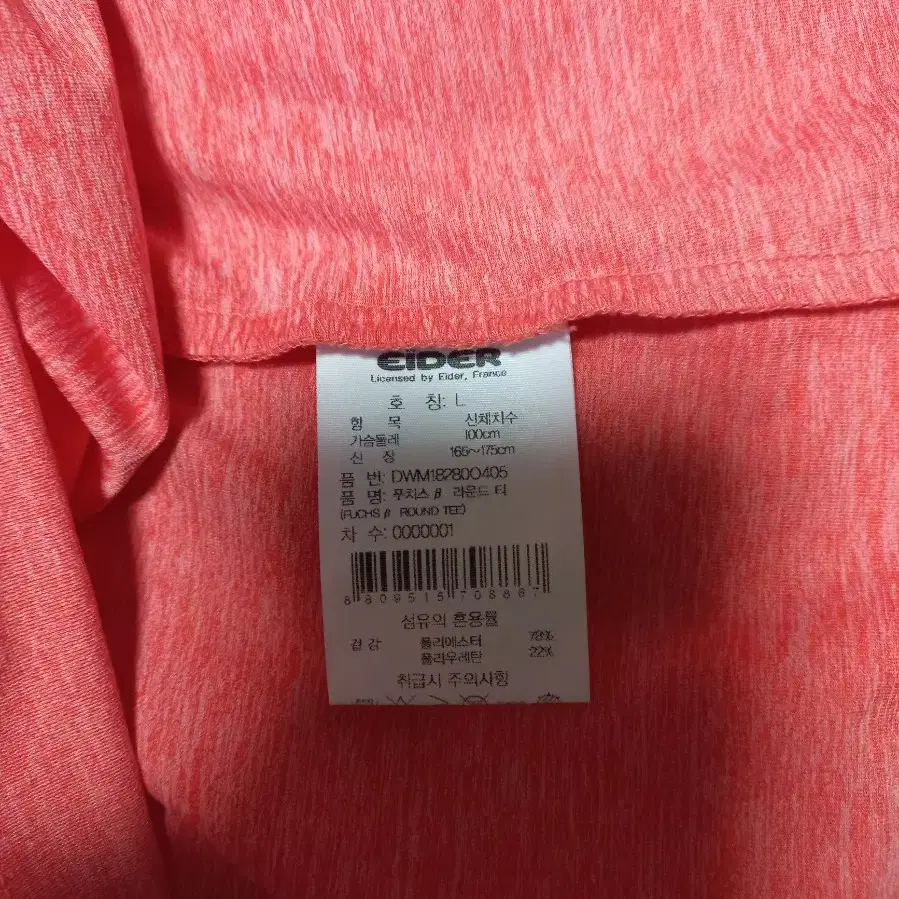 EIDER
Licensed by Eider, France
호 칭: L
항 목 신체치수
가슴둘레 100cm
신 장 165~175cm
품 번: DWM18280O405
품 명: 푸치스 β 라운드 티
(FUCHS β ROUND TEE)
차 수: 0000001
8 809515 708867
섬유의 혼용률
겉감 폴리에스터 78%
폴리우레탄 22%
취급시 주의사항